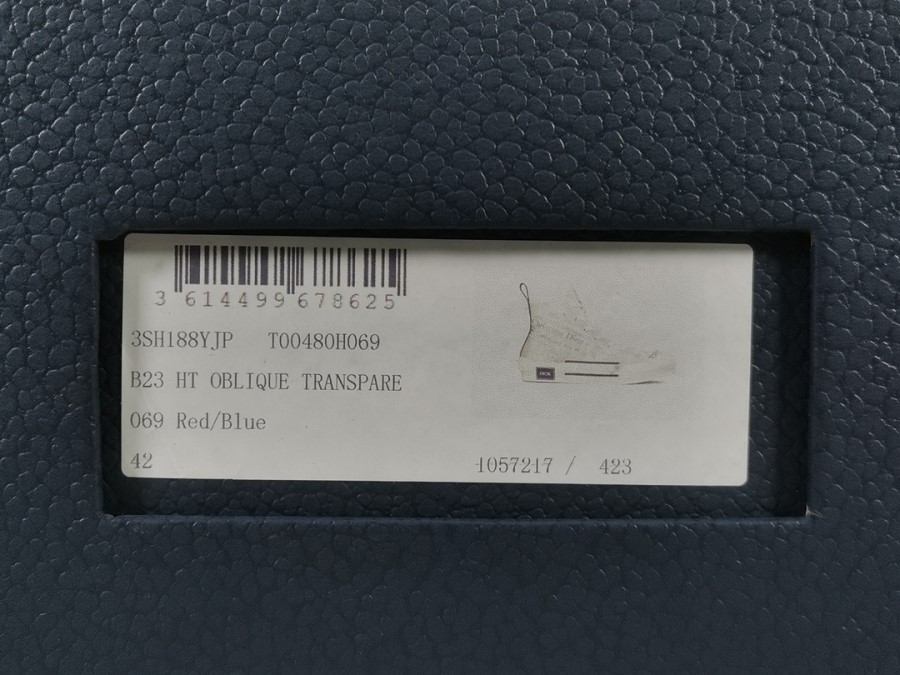 3 614499 678625
3SH188YJP T00480H069
B23 HT OBLIQUE TRANSPARE
069 Red/Blue
42
1057217 / 423